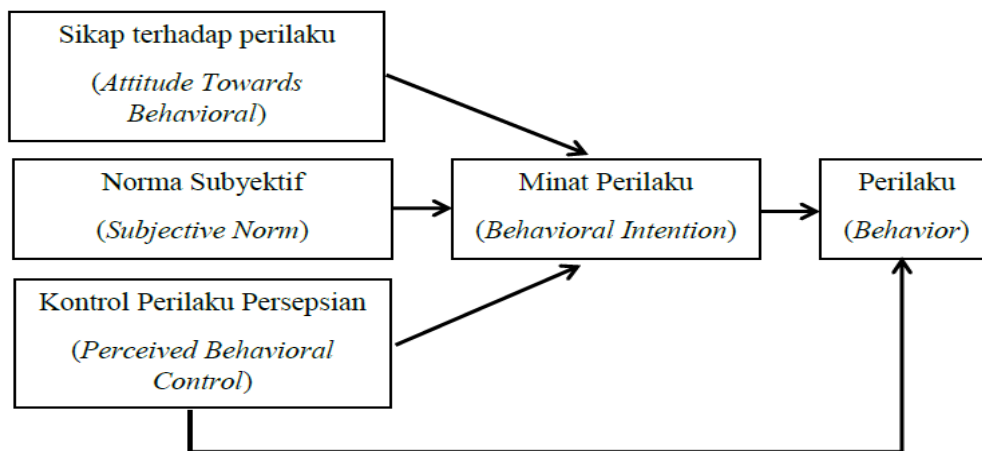 Sikap terhadap perilaku
(Attitude Towards
Behavioral)
Norma Subyektif
(Subjective Norm)
Kontrol Perilaku Persepsian
(Perceived Behavioral
Control)
Minat Perilaku
(Behavioral Intention)
Perilaku
(Behavior)